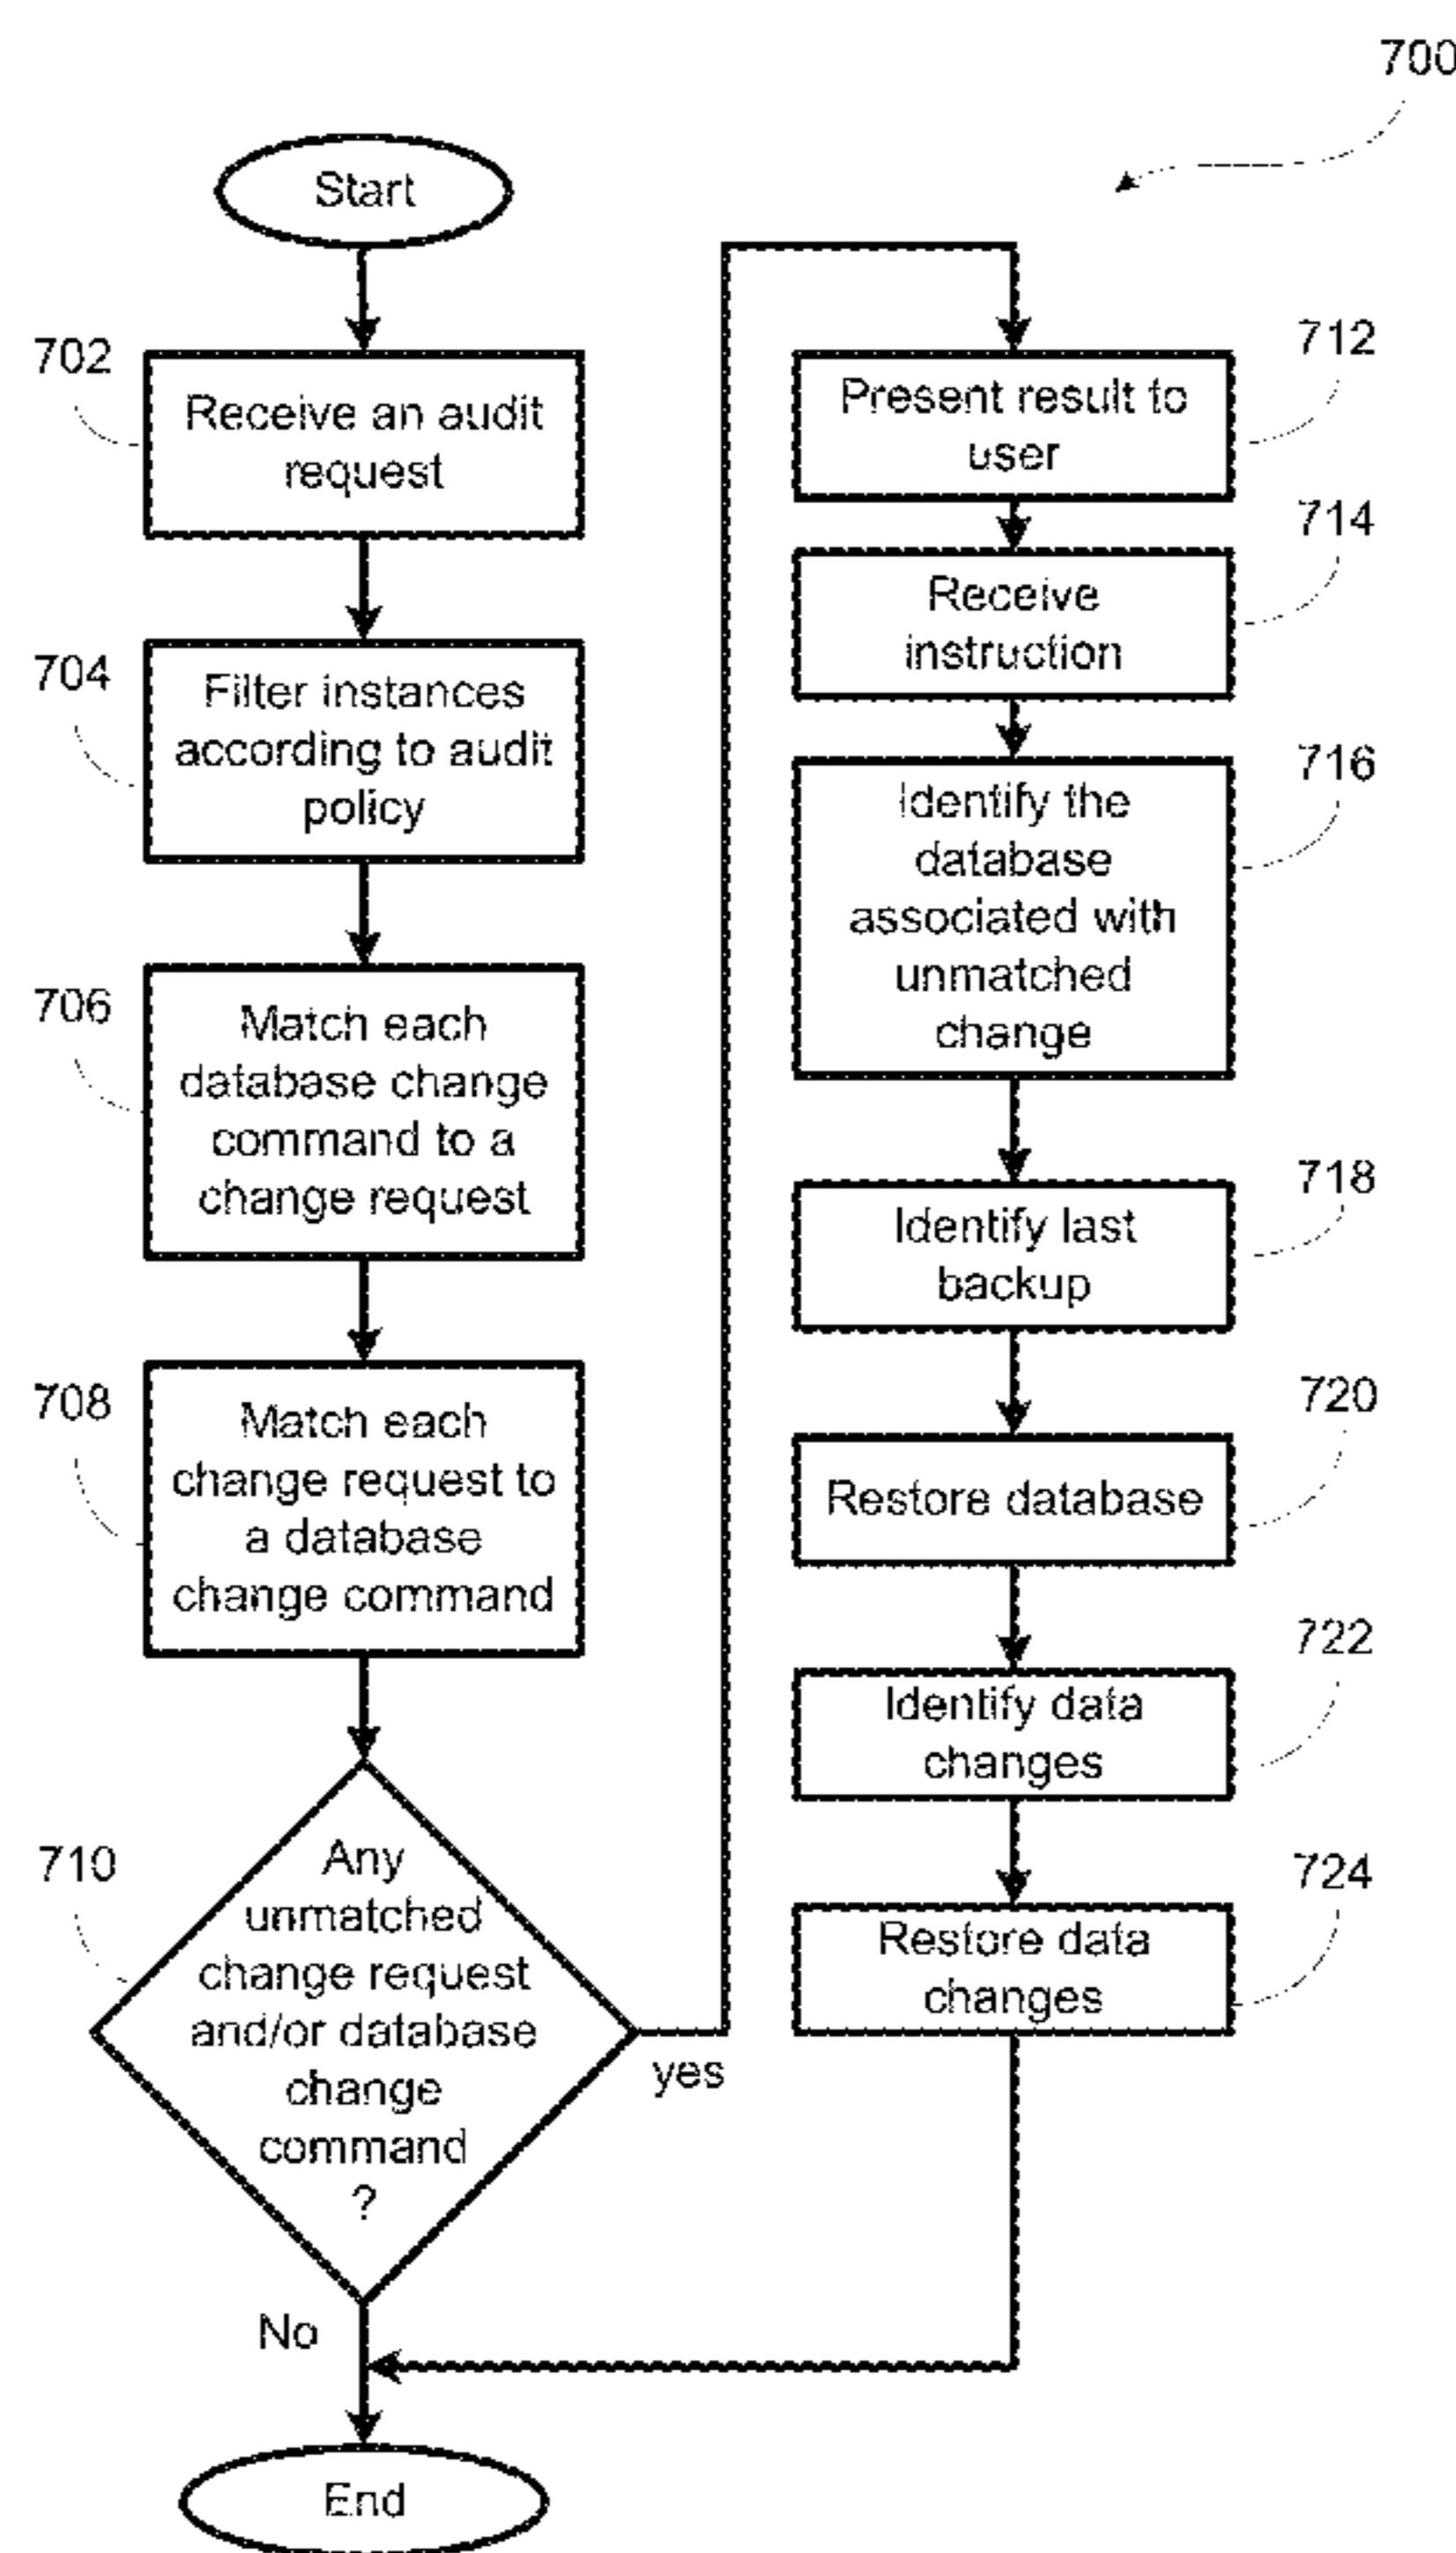 700
Start
702
Receive an audit
request
704
Filter instances
according to audit
policy
706
Match each
database change
command to a
change request
708
Match each
change request to
a database
change command
710
Any
unmatched
change request
and/or database
change
command
?
yes
No
End
712
Present result to
user
714
Receive
instruction
716
Identify the
database
associated with
unmatched
change
718
Identify last
backup
720
Restore database
722
Identify data
changes
724
Restore data
changes